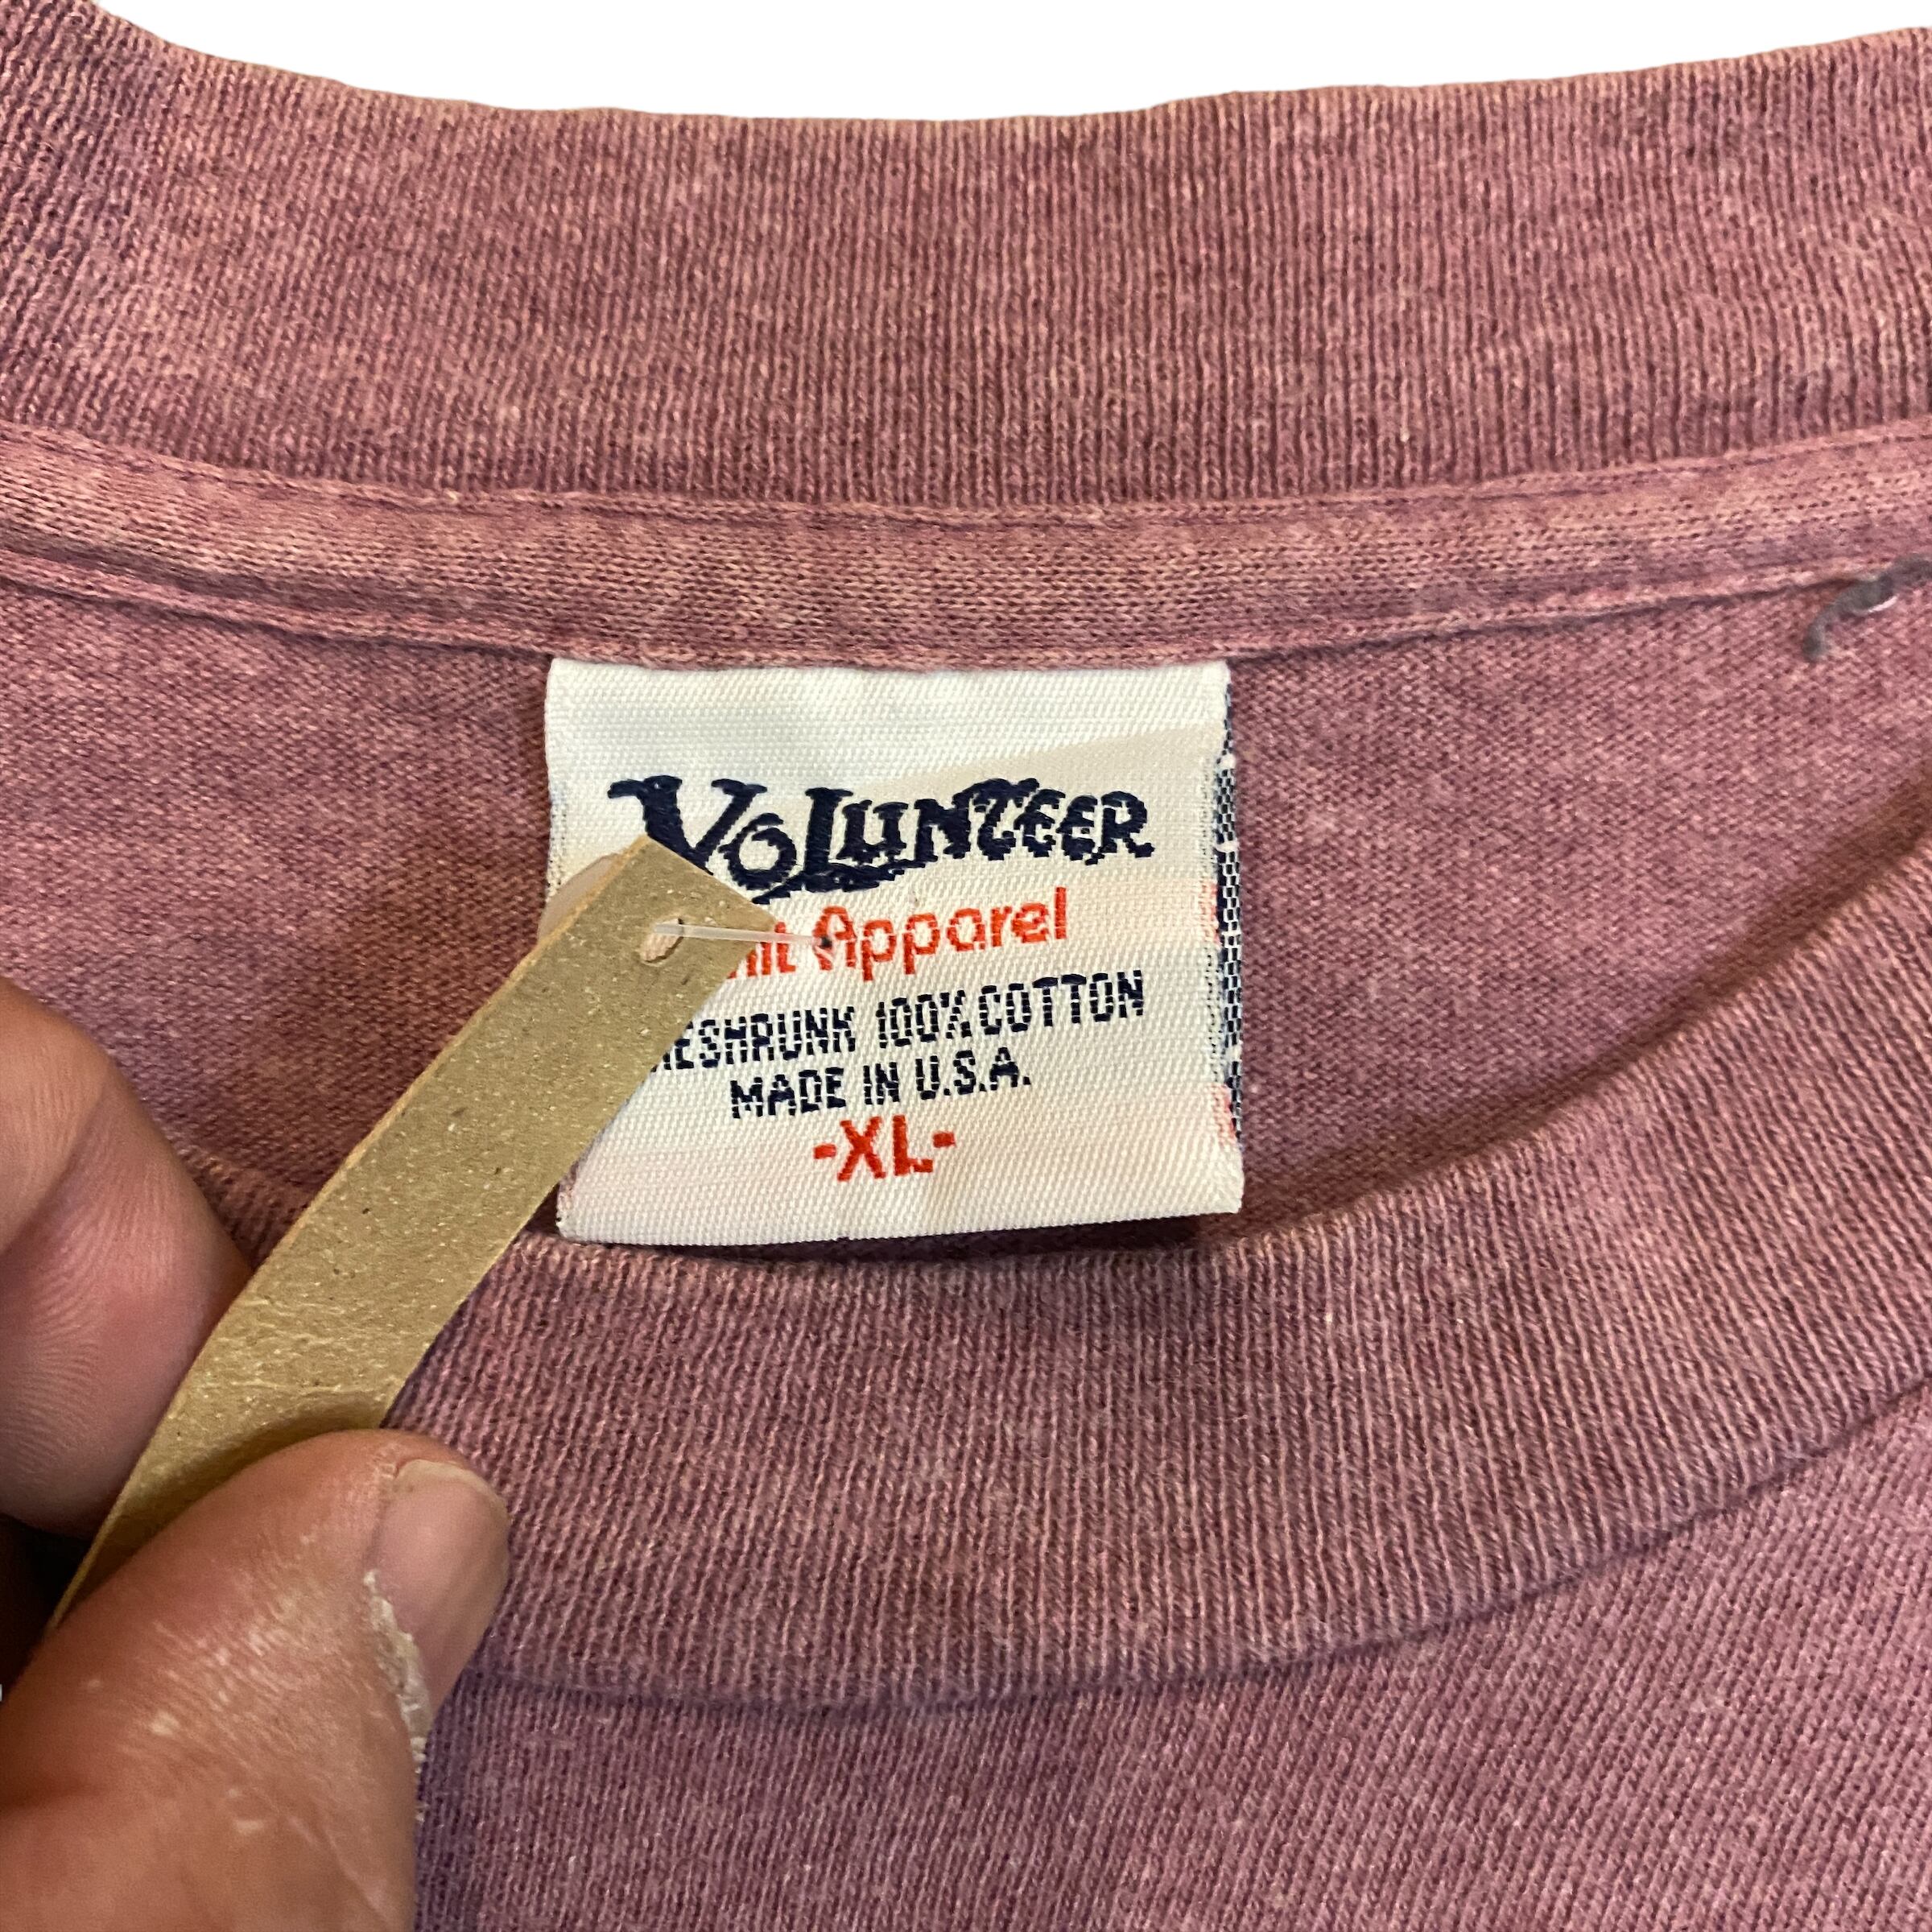 VOLUNTEER
Apparel
100% COTTON
MADE IN U.S.A.
-XL-